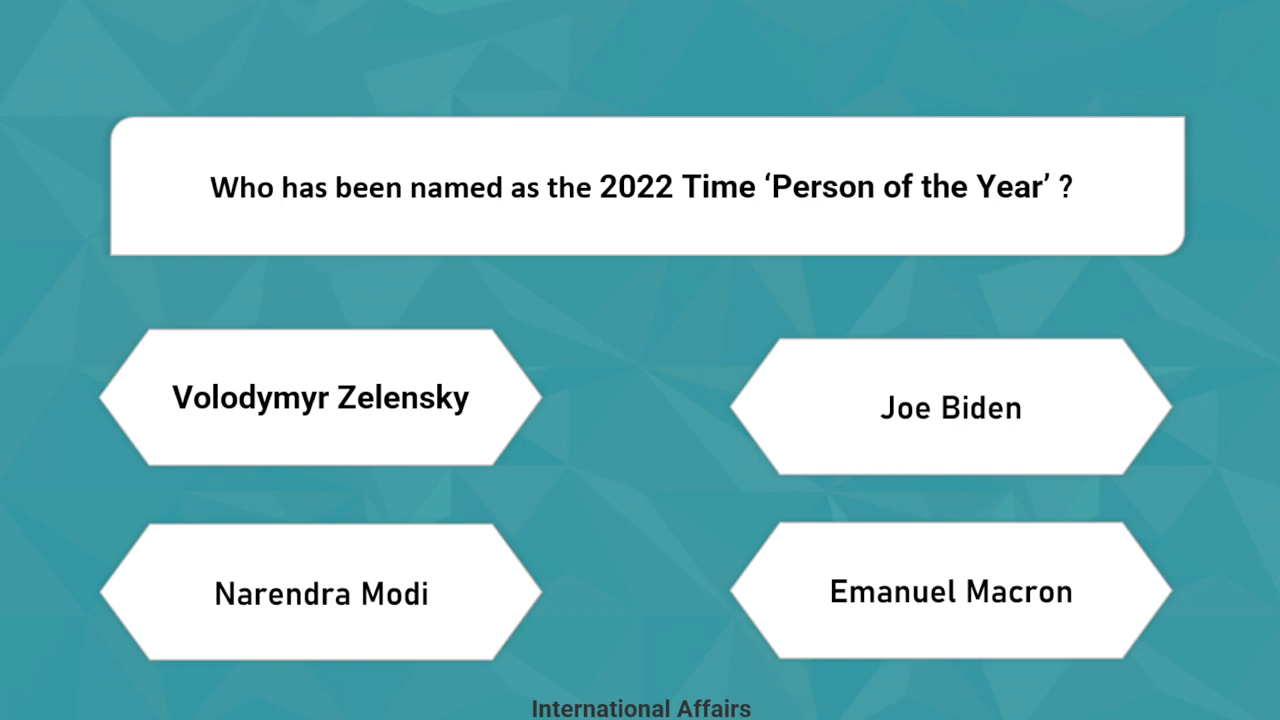 Who has been named as the 2022 Time ‘Person of the Year’ ?
Volodymyr Zelensky
Joe Biden
Narendra Modi
Emanuel Macron
International Affairs